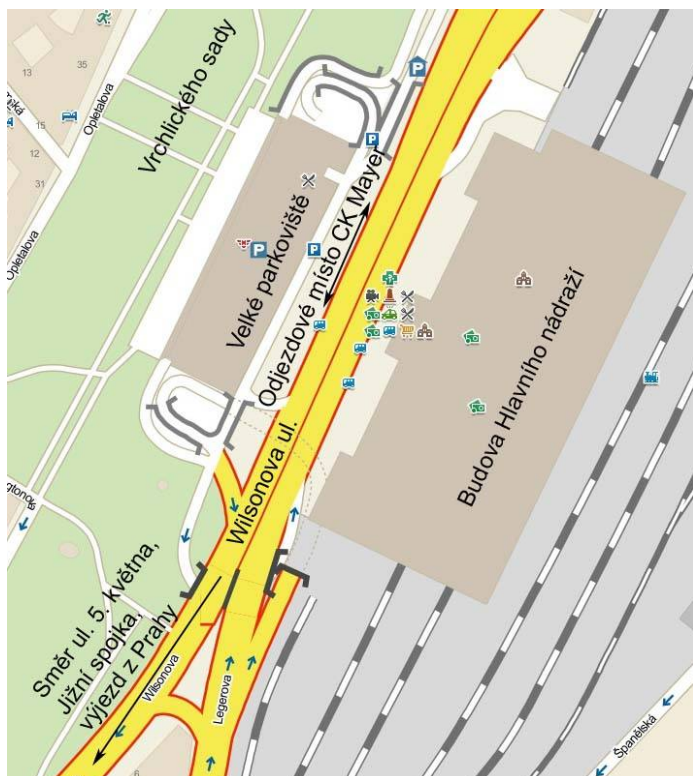 Vrchlického sady
35
13
15
12
31
Opletalova
Opletalova
P
P
P
P
Velké parkoviště
Odjezdové místo CK Mayer
Budova Hlavního nádraží
Wilsonova ul.
Směr ul. 5. května,
Jižní spojka,
výjezd z Prahy
Wilsonova
Legerova
Španělská
6